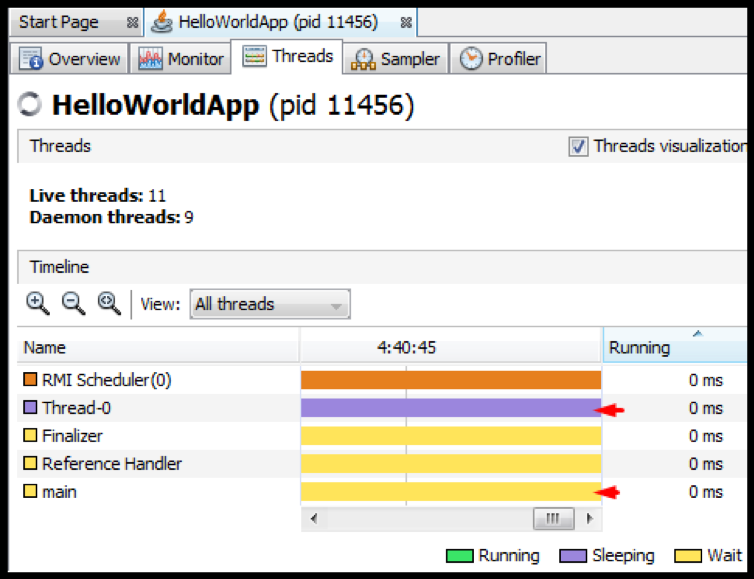 Start Page HelloWorldApp (pid 11456)
Overview Monitor Threads Sampler Profiler
HelloWorldApp (pid 11456)
Threads Threads visualization
Live threads: 11
Daemon threads: 9
Timeline
View: All threads
Name 4:40:45 Running
RMI Scheduler(0) 0 ms
Thread-0 0 ms
Finalizer 0 ms
Reference Handler 0 ms
main 0 ms
Running Sleeping Wait